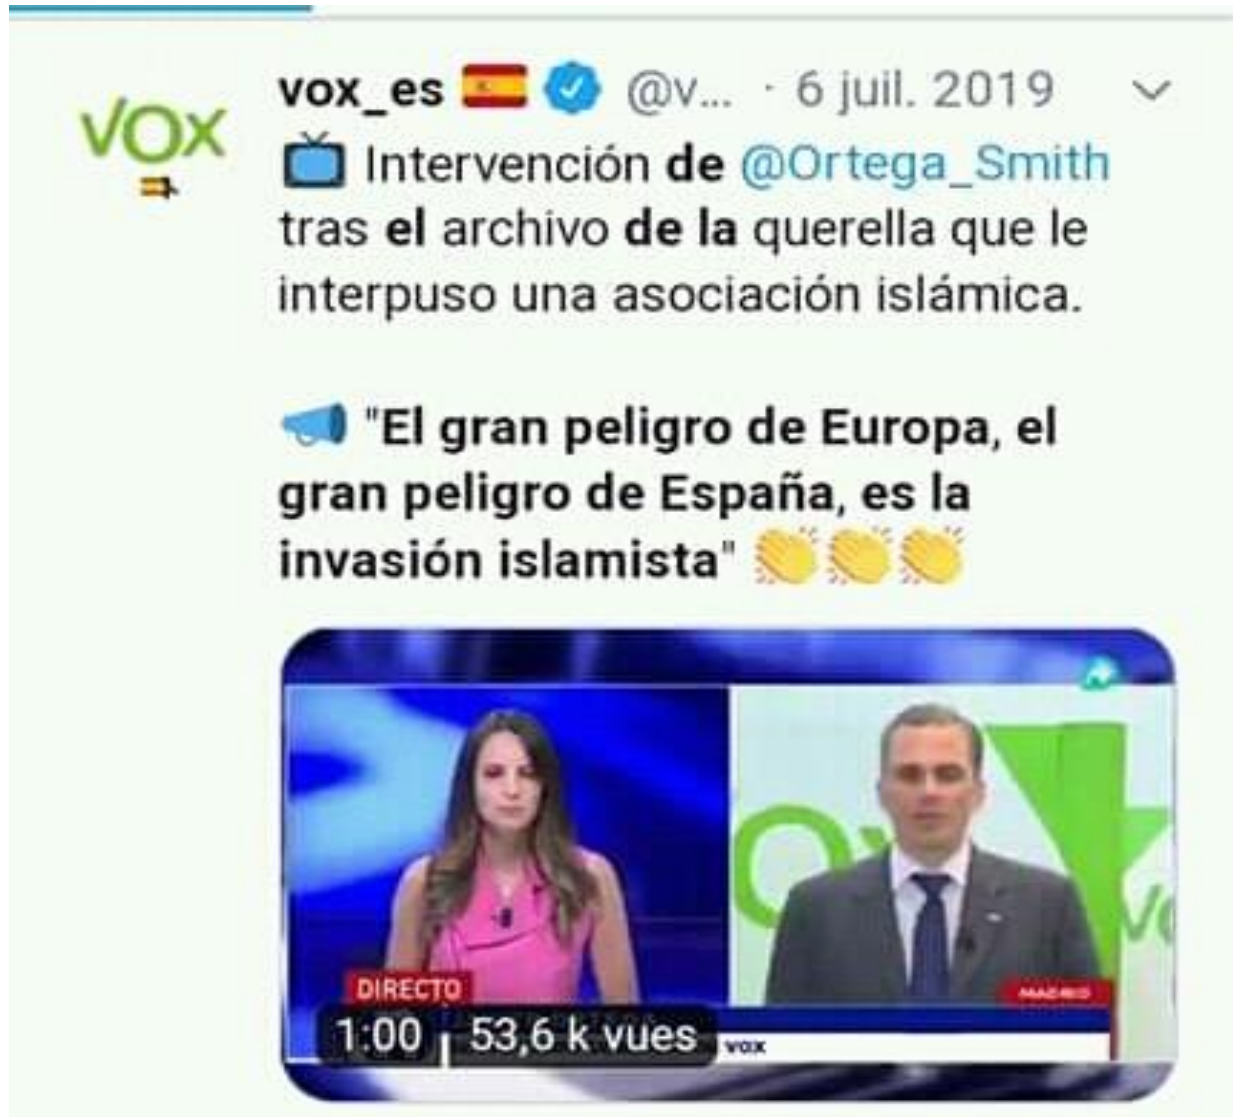 vox_es @v... · 6 juil. 2019
vox
Intervención de @Ortega_Smith
tras el archivo de la querella que le
interpuso una asociación islámica.
"El gran peligro de Europa, el
gran peligro de España, es la
invasión islamista"
DIRECTO
MADRID
1:00 53,6 k vues
vox